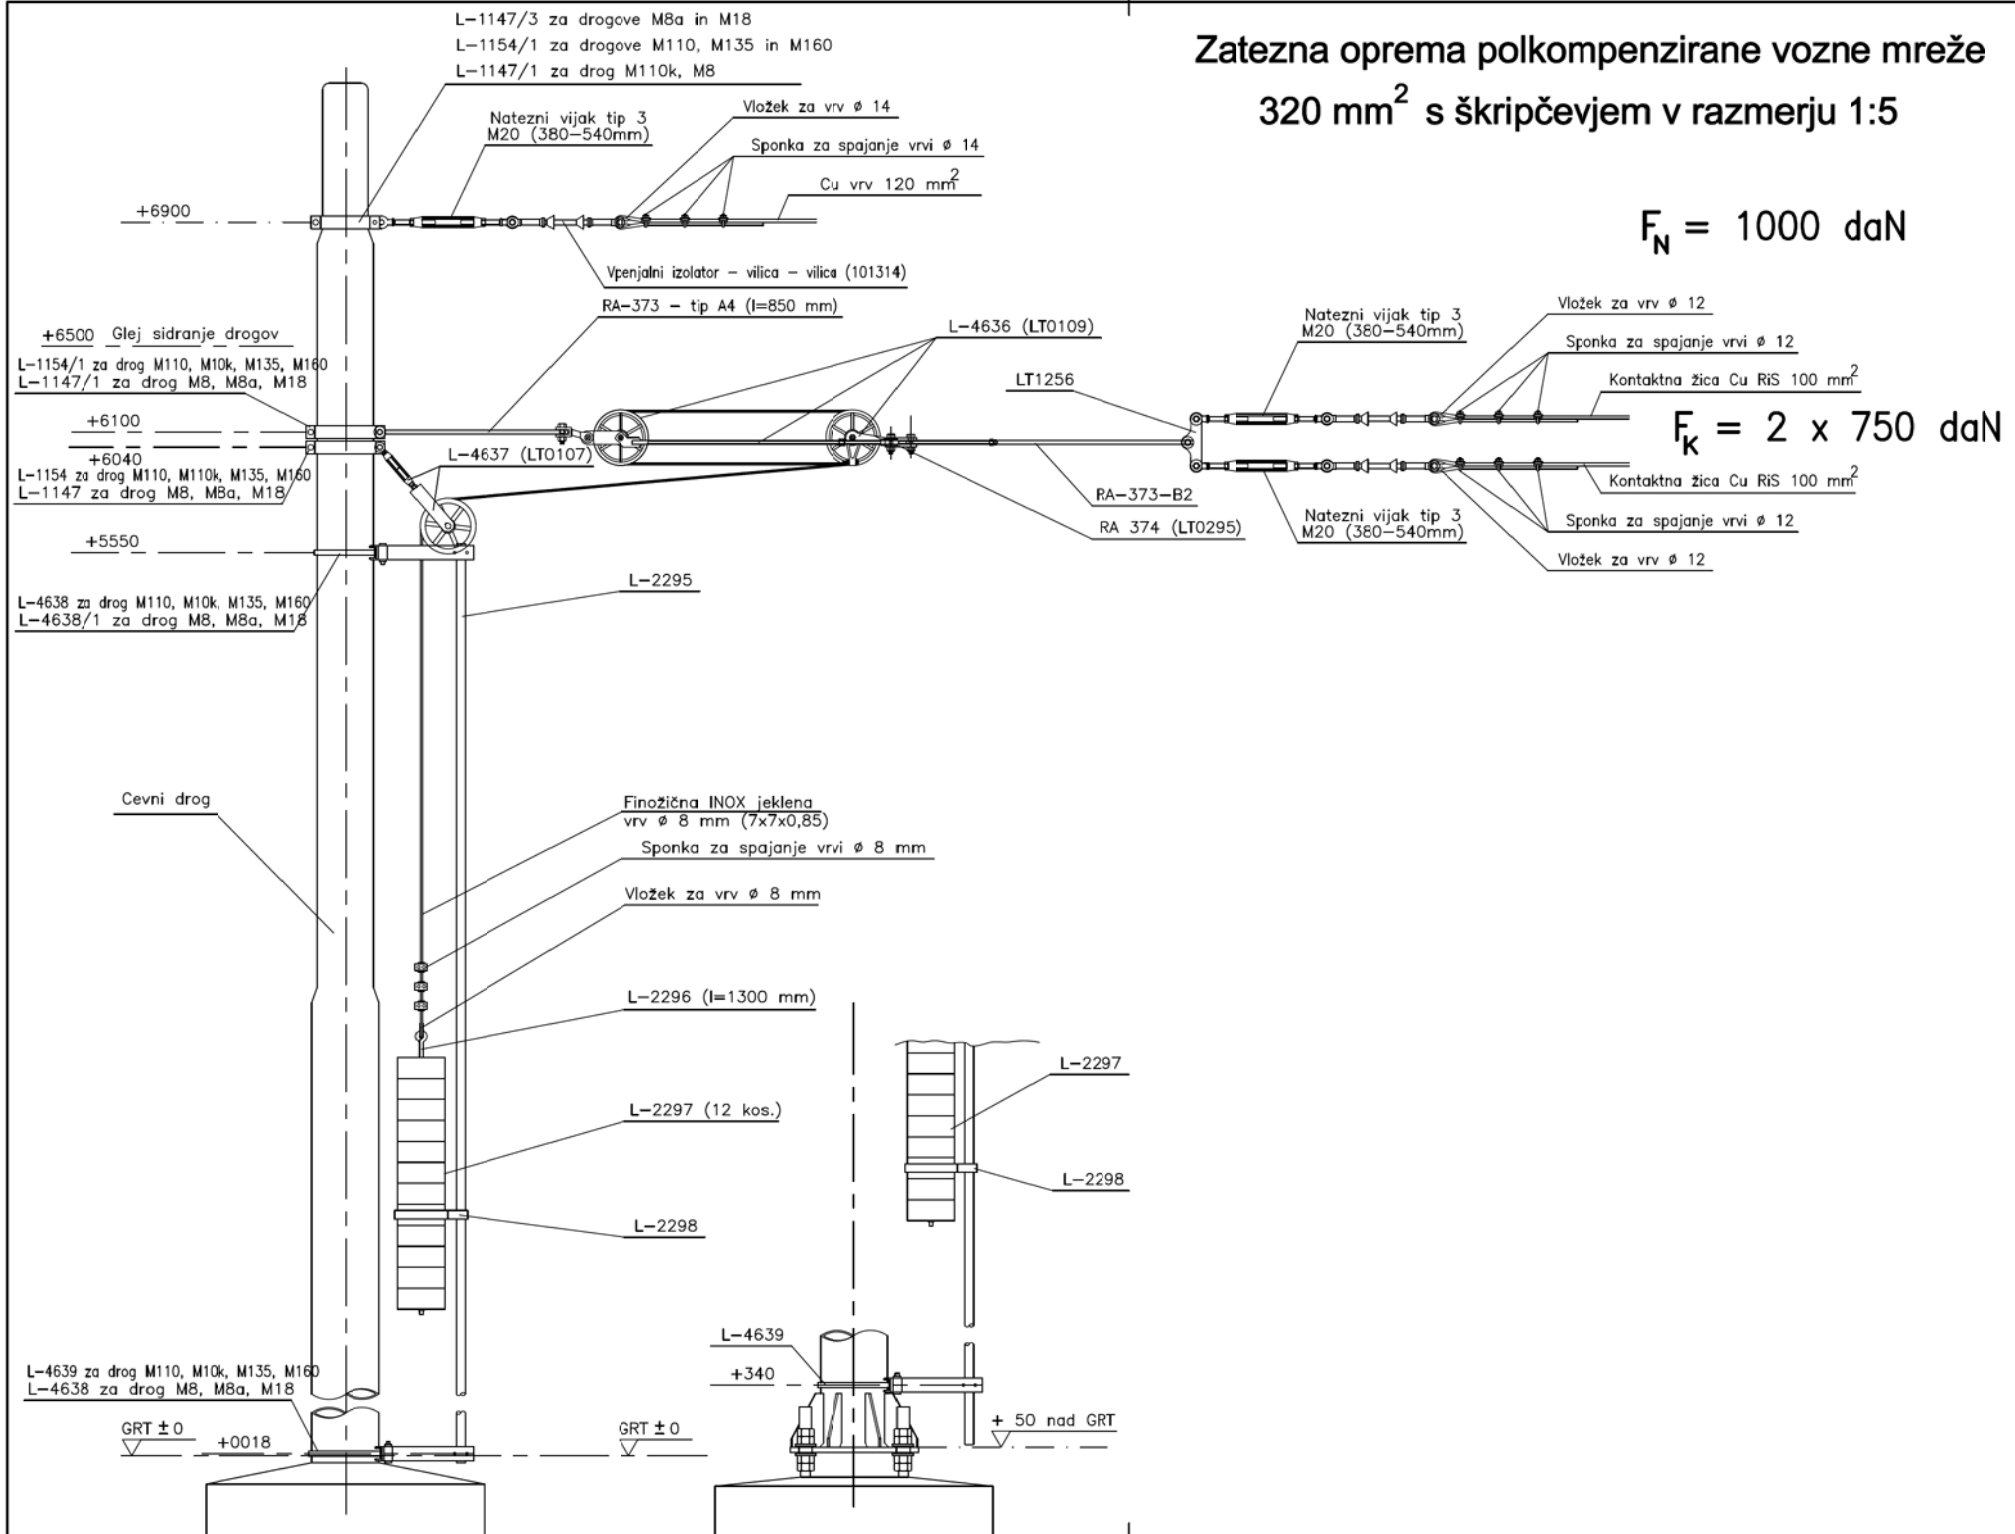 L-1147/3 za drogove M8a in M18
L-1154/1 za drogove M110, M135 in M160
L-1147/1 za drog M110k, M8
Zatezna oprema polkompenzirane vozne mreže
320 mm² s škripčevjem v razmerju 1:5
Natezni vijak tip 3
M20 (380-540mm)
Vložek za vrv ø 14
Sponka za spajanje vrvi ø 14
Cu vrv 120 mm²
+6900
F_N = 1000 daN
Vpenjalni izolator - vilica - vilica (101314)
RA-373 - tip A4 (l=850 mm)
L-4636 (LT0109)
Natezni vijak tip 3
M20 (380-540mm)
Vložek za vrv ø 12
Sponka za spajanje vrvi ø 12
LT1256
Kontaktna žica Cu RiS 100 mm²
+6500 Glej sidranje drogov
L-1154/1 za drog M110, M10k, M135, M160
L-1147/1 za drog M8, M8a, M18
+6100
F_K = 2 x 750 daN
+6040
L-4637 (LT0107)
L-1154 za drog M110, M110k, M135, M160
L-1147 za drog M8, M8a, M18
RA-373-B2
Kontaktna žica Cu RiS 100 mm²
RA 374 (LT0295)
Natezni vijak tip 3
M20 (380-540mm)
Sponka za spajanje vrvi ø 12
Vložek za vrv ø 12
+5550
L-2295
L-4638 za drog M110, M10k, M135, M160
L-4638/1 za drog M8, M8a, M18
Cevni drog
Finožična INOX jeklena
vrv ø 8 mm (7x7x0,85)
Sponka za spajanje vrvi ø 8 mm
Vložek za vrv ø 8 mm
L-2296 (l=1300 mm)
L-2297
L-2297 (12 kos.)
L-2298
L-2298
L-4639
+340
L-4639 za drog M110, M10k, M135, M160
L-4638 za drog M8, M8a, M18
GRT ± 0
+0018
GRT ± 0
+ 50 nad GRT